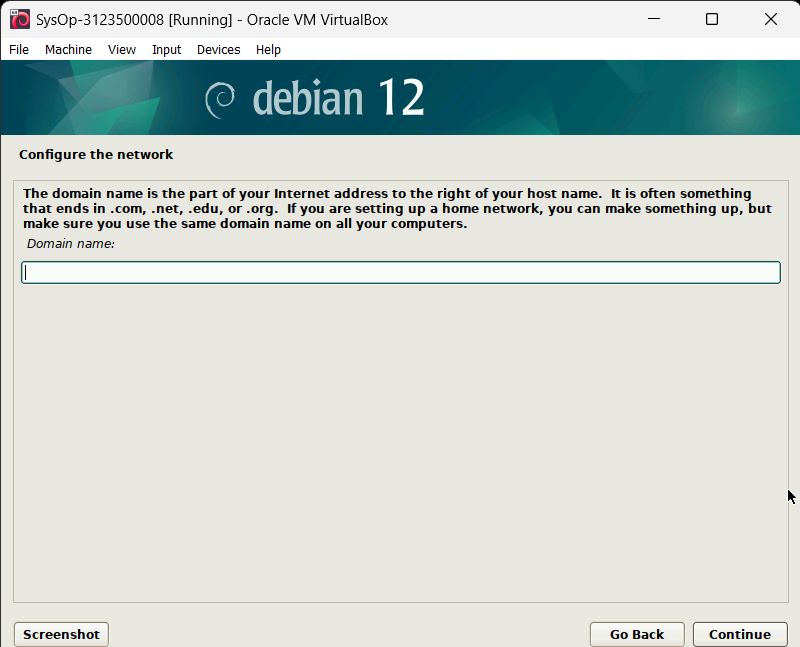 SysOp-3123500008 [Running] - Oracle VM VirtualBox
File Machine View Input Devices Help
debian 12
Configure the network
The domain name is the part of your Internet address to the right of your host name.  It is often something
that ends in .com, .net, .edu, or .org.  If you are setting up a home network, you can make something up, but
make sure you use the same domain name on all your computers.
Domain name:
Screenshot Go Back Continue